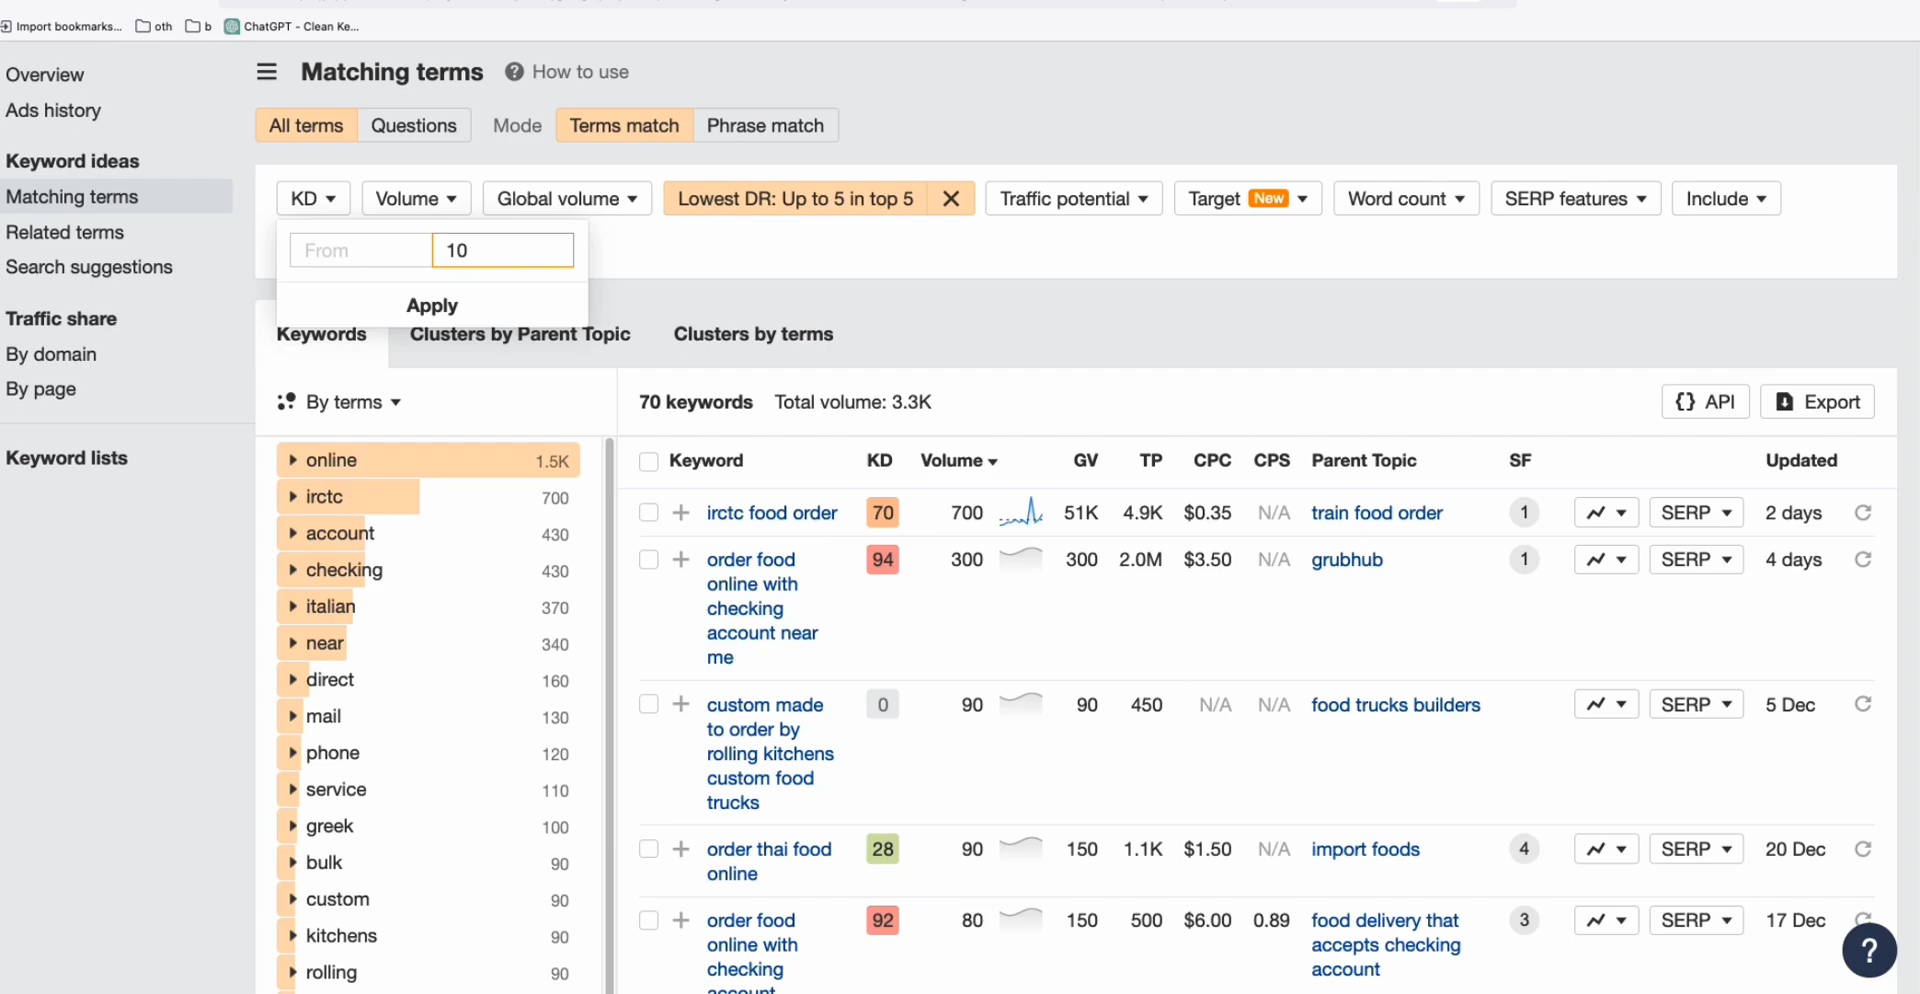 Import bookmarks...
oth
b
ChatGPT - Clean Ke...
Overview
Ads history
Keyword ideas
Matching terms
Related terms
Search suggestions
Traffic share
By domain
By page
Keyword lists
Matching terms
? How to use
All terms
Questions
Mode
Terms match
Phrase match
KD
Volume
Global volume
Lowest DR: Up to 5 in top 5
Traffic potential
Target New
Word count
SERP features
Include
From
10
Apply
Keywords
Clusters by Parent Topic
Clusters by terms
By terms
online 1.5K
irctc 700
account 430
checking 430
italian 370
near 340
direct 160
mail 130
phone 120
service 110
greek 100
bulk 90
custom 90
kitchens 90
rolling 90
70 keywords Total volume: 3.3K
{} API
Export
Keyword KD Volume GV TP CPC CPS Parent Topic SF Updated
irctc food order 70 700 51K 4.9K $0.35 N/A train food order 1 SERP 2 days
order food 94 300 300 2.0M $3.50 N/A grubhub 1 SERP 4 days
online with
checking
account near
me
custom made 0 90 90 450 N/A N/A food trucks builders SERP 5 Dec
to order by
rolling kitchens
custom food
trucks
order thai food 28 90 150 1.1K $1.50 N/A import foods 4 SERP 20 Dec
online
order food 92 80 150 500 $6.00 0.89 food delivery that 3 SERP 17 Dec
online with accepts checking
checking account
account
?